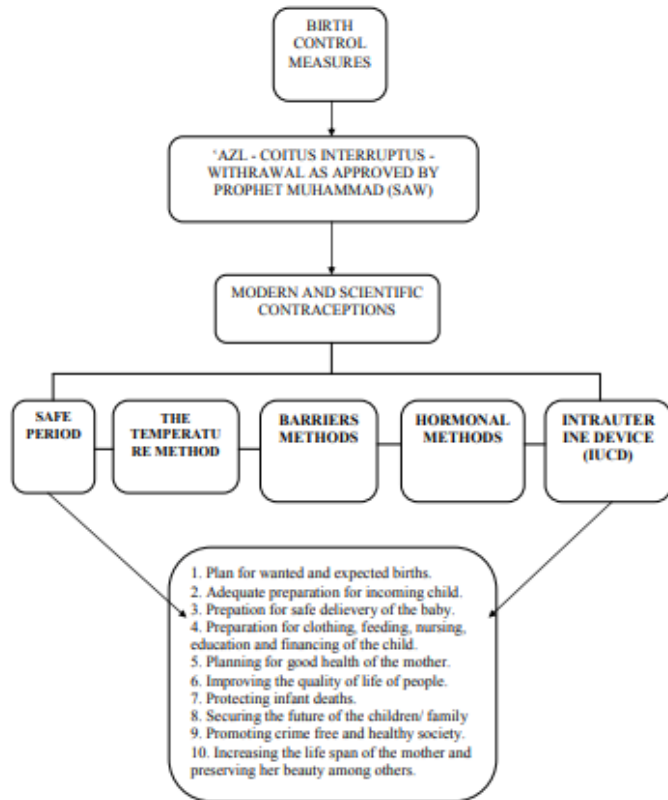 BIRTH
CONTROL
MEASURES
‘AZL - COITUS INTERRUPTUS -
WITHRAWAL AS APPROVED BY
PROPHET MUHAMMAD (SAW)
MODERN AND SCIENTIFIC
CONTRACEPTIONS
SAFE
PERIOD
THE
TEMPERATU
RE METHOD
BARRIERS
METHODS
HORMONAL
METHODS
INTRAUTER
INE DEVICE
(IUCD)
1. Plan for wanted and expected births.
2. Adequate preparation for incoming child.
3. Prepation for safe delievery of the baby.
4. Preparation for clothing, feeding, nursing,
education and financing of the child.
5. Planning for good health of the mother.
6. Improving the quality of life of people.
7. Protecting infant deaths.
8. Securing the future of the children/ family
9. Promoting crime free and healthy society.
10. Increasing the life span of the mother and
preserving her beauty among others.